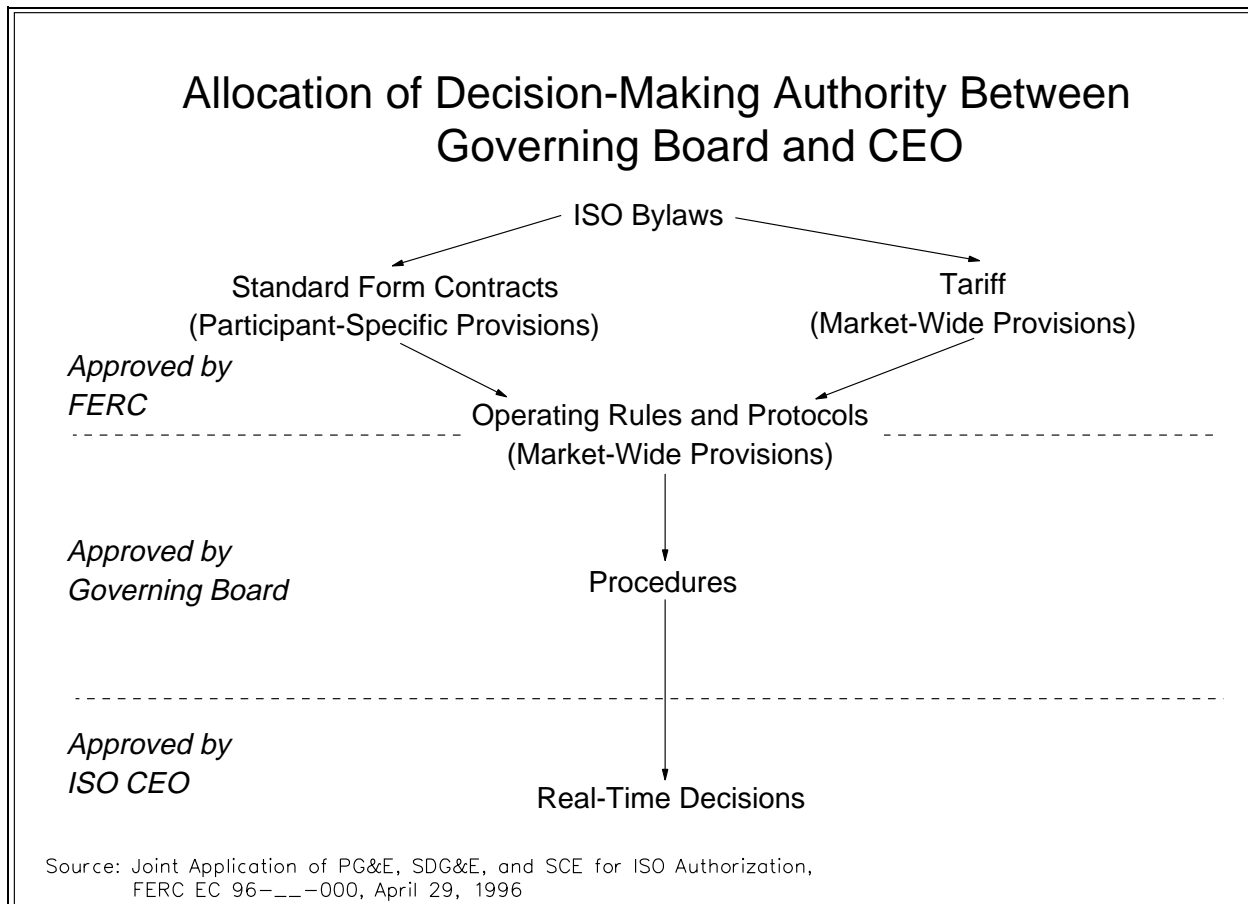 Allocation of Decision-Making Authority Between
Governing Board and CEO
ISO Bylaws
Standard Form Contracts
(Participant-Specific Provisions)
Tariff
(Market-Wide Provisions)
Approved by
FERC
Operating Rules and Protocols
(Market-Wide Provisions)
Approved by
Governing Board
Procedures
Approved by
ISO CEO
Real-Time Decisions
Source: Joint Application of PG&E, SDG&E, and SCE for ISO Authorization,
FERC EC 96-__-000, April 29, 1996